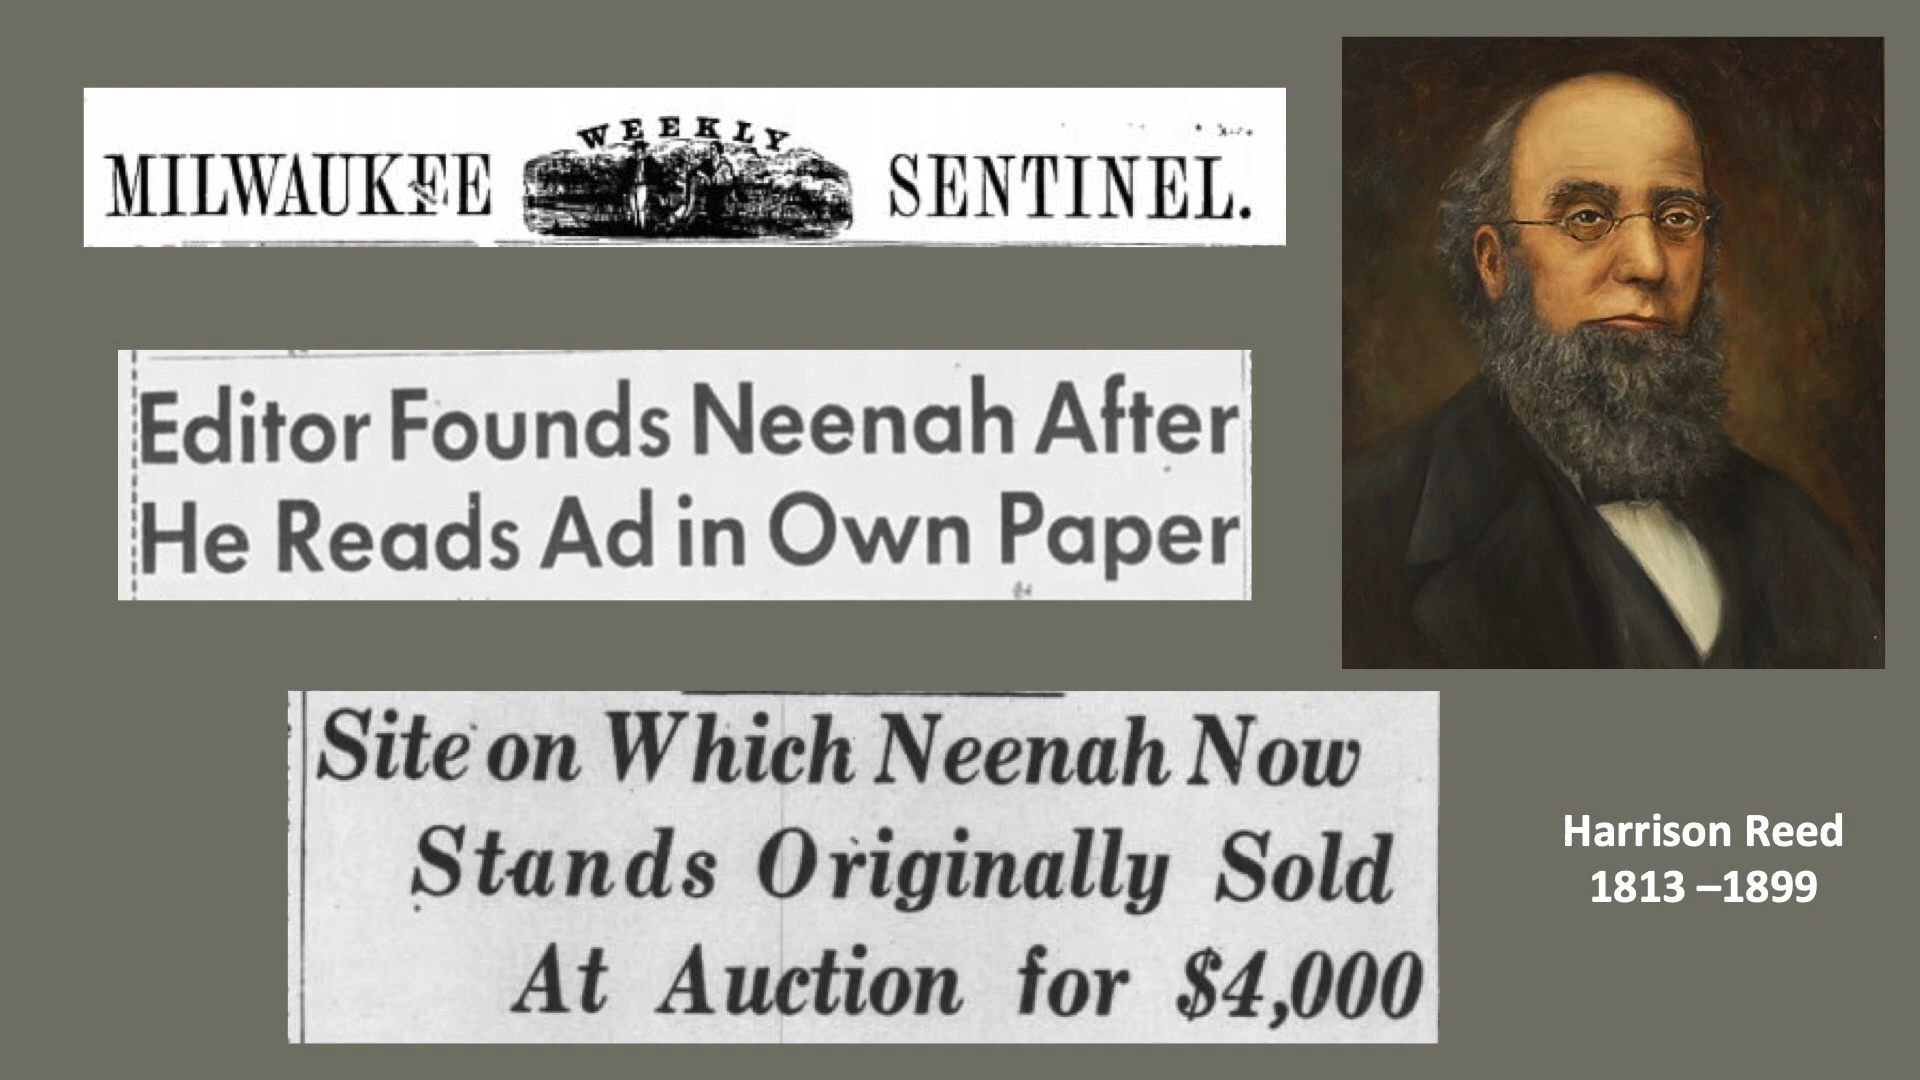 WEEKLY
MILWAUKEE SENTINEL.
Editor Founds Neenah After
He Reads Ad in Own Paper
Site on Which Neenah Now
Stands Originally Sold
At Auction for $4,000
Harrison Reed
1813 –1899